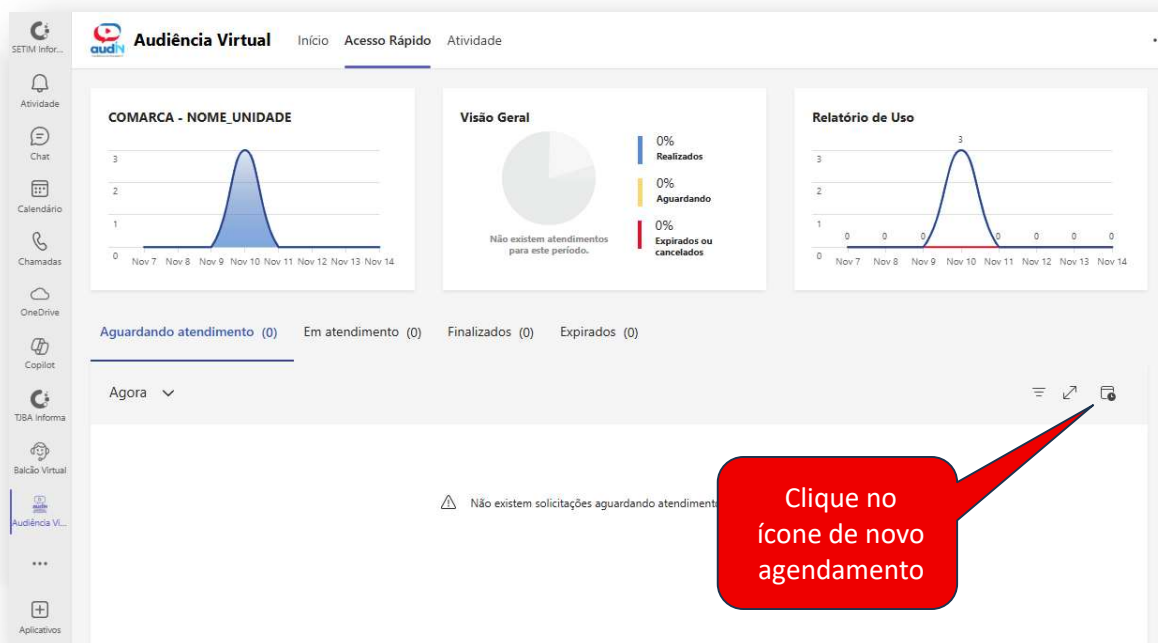 SETIM Infor...
Atividade
Chat
Calendário
Chamadas
OneDrive
Copilot
TJBA Informa
Balcão Virtual
Audiência Vi...
Aplicativos
audiN
Audiência Virtual
Início
Acesso Rápido
Atividade
COMARCA - NOME_UNIDADE
3
2
1
0
Nov 7 Nov 8 Nov 9 Nov 10 Nov 11 Nov 12 Nov 13 Nov 14
Visão Geral
Não existem atendimentos
para este período.
0%
Realizados
0%
Aguardando
0%
Expirados ou
cancelados
Relatório de Uso
3
3
2
1
0
0 0 0 0 0 0 0
Nov 7 Nov 8 Nov 9 Nov 10 Nov 11 Nov 12 Nov 13 Nov 14
Aguardando atendimento (0)
Em atendimento (0)
Finalizados (0)
Expirados (0)
Agora
Não existem solicitações aguardando atendiment
Clique no
ícone de novo
agendamento